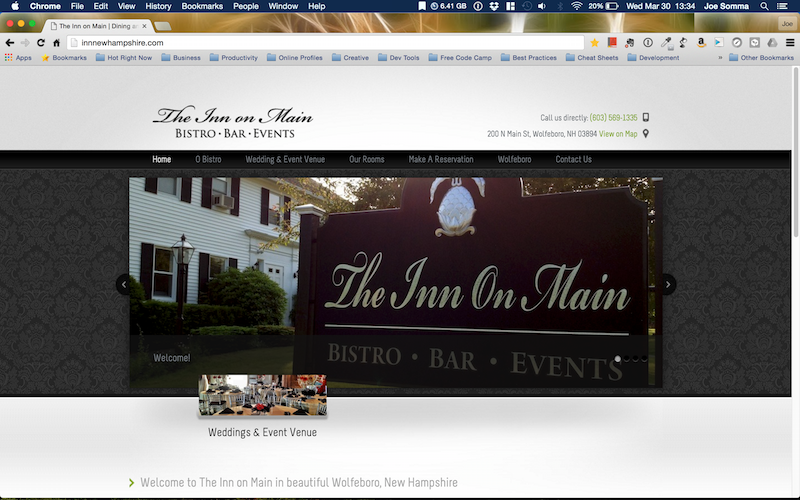 Chrome File Edit View History Bookmarks People Window Help 6.41 GB 20% Wed Mar 30 13:34 Joe Somma
The Inn on Main | Dining o Joe
innnewhampshire.com
Apps Bookmarks Hot Right Now Business Productivity Online Profiles Creative Dev Tools Free Code Camp Best Practices Cheat Sheets Development » Other Bookmarks
The Inn on Main
BISTRO • BAR • EVENTS
Call us directly: (603) 569-1335
200 N Main St, Wolfeboro, NH 03894 View on Map
Home O Bistro Wedding & Event Venue Our Rooms Make A Reservation Wolfeboro Contact Us
The Inn On Main
BISTRO • BAR • EVENTS
Welcome!
Weddings & Event Venue
Welcome to The Inn on Main in beautiful Wolfeboro, New Hampshire